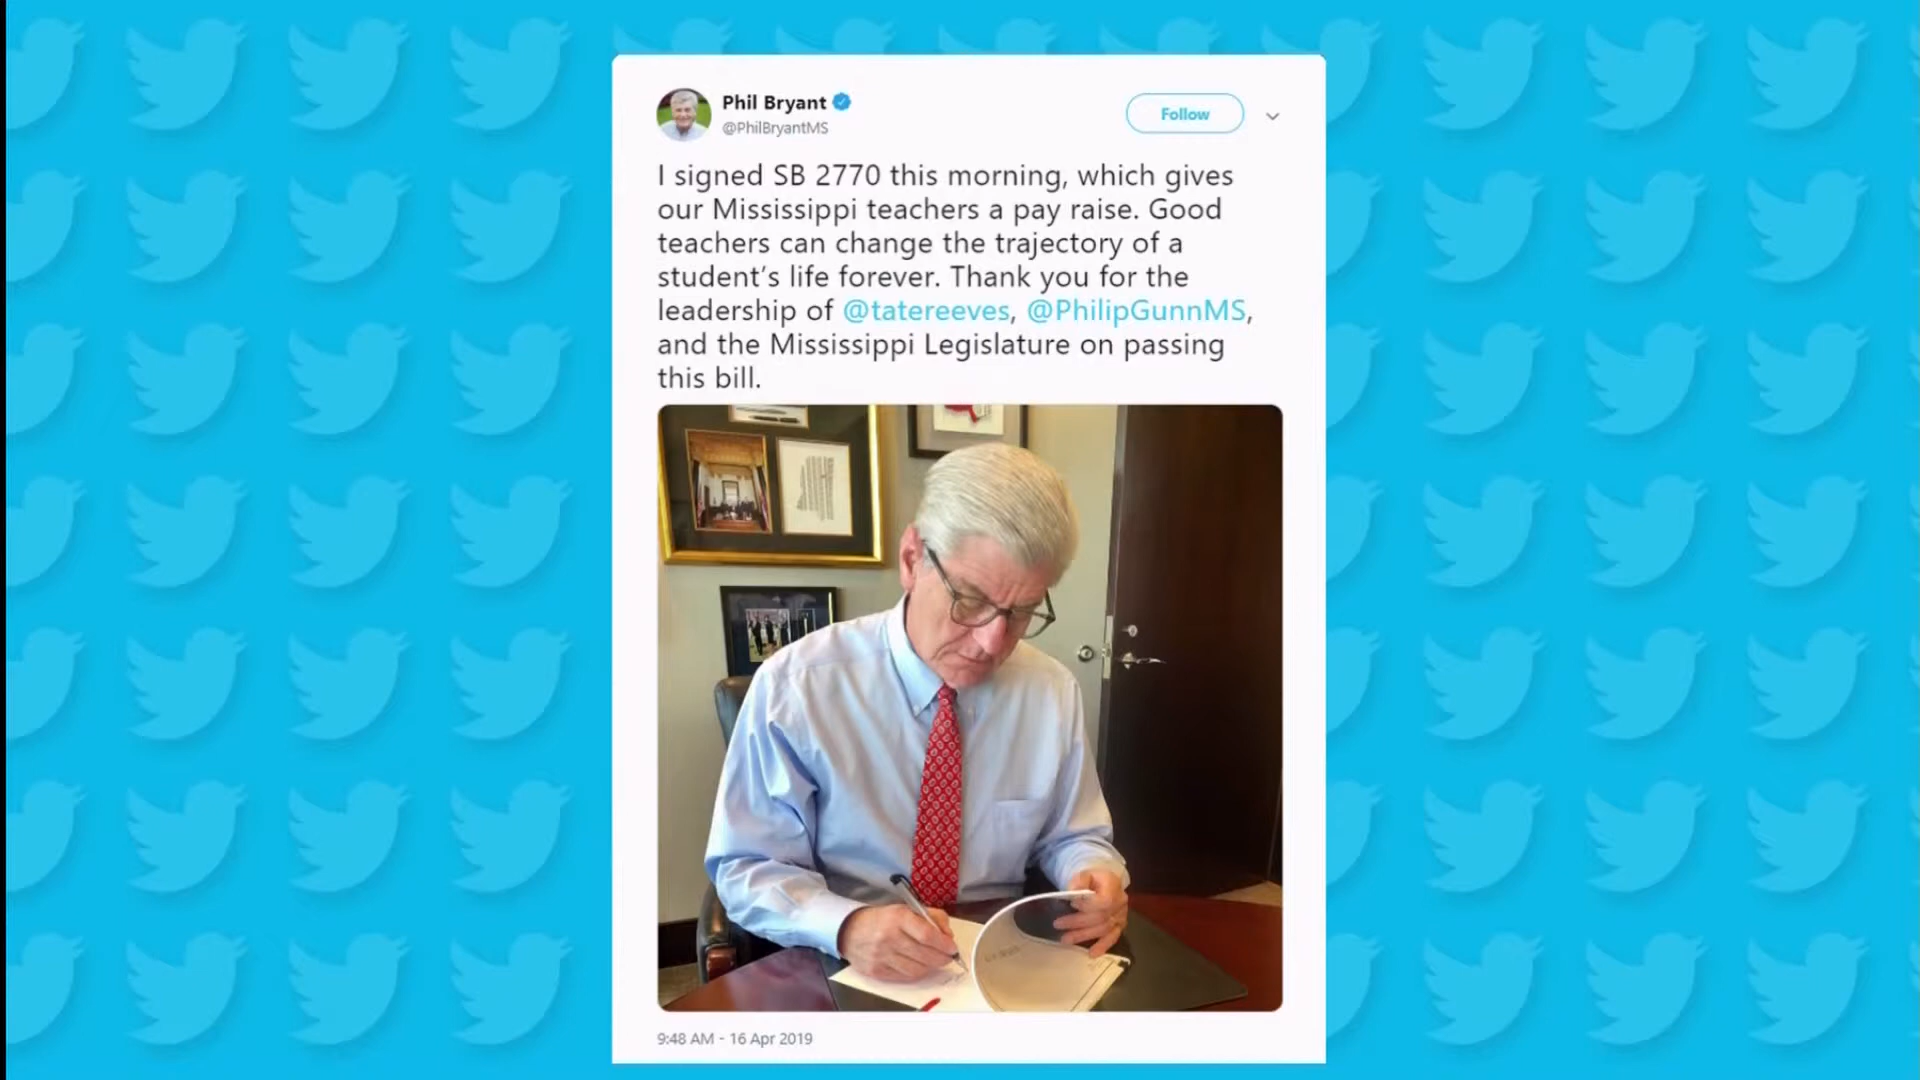 Phil Bryant
@PhilBryantMS
Follow
I signed SB 2770 this morning, which gives
our Mississippi teachers a pay raise. Good
teachers can change the trajectory of a
student's life forever. Thank you for the
leadership of @tatereeves, @PhilipGunnMS,
and the Mississippi Legislature on passing
this bill.
9:48 AM - 16 Apr 2019